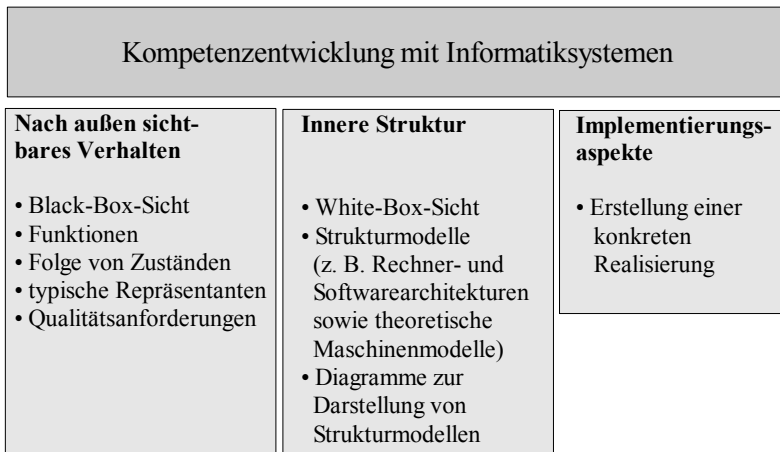 Kompetenzentwicklung mit Informatiksystemen
Nach außen sicht-
bares Verhalten
• Black-Box-Sicht
• Funktionen
• Folge von Zuständen
• typische Repräsentanten
• Qualitätsanforderungen
Innere Struktur
• White-Box-Sicht
• Strukturmodelle
(z. B. Rechner- und
Softwarearchitekturen
sowie theoretische
Maschinenmodelle)
• Diagramme zur
Darstellung von
Strukturmodellen
Implementierungs-
aspekte
• Erstellung einer
konkreten
Realisierung